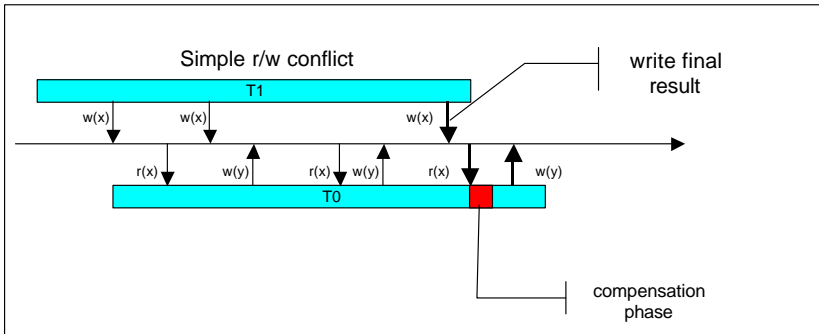 Simple r/w conflict
write final
result
T1
w(x)
w(x)
w(x)
r(x)
w(y)
r(x)
w(y)
r(x)
w(y)
T0
compensation
phase